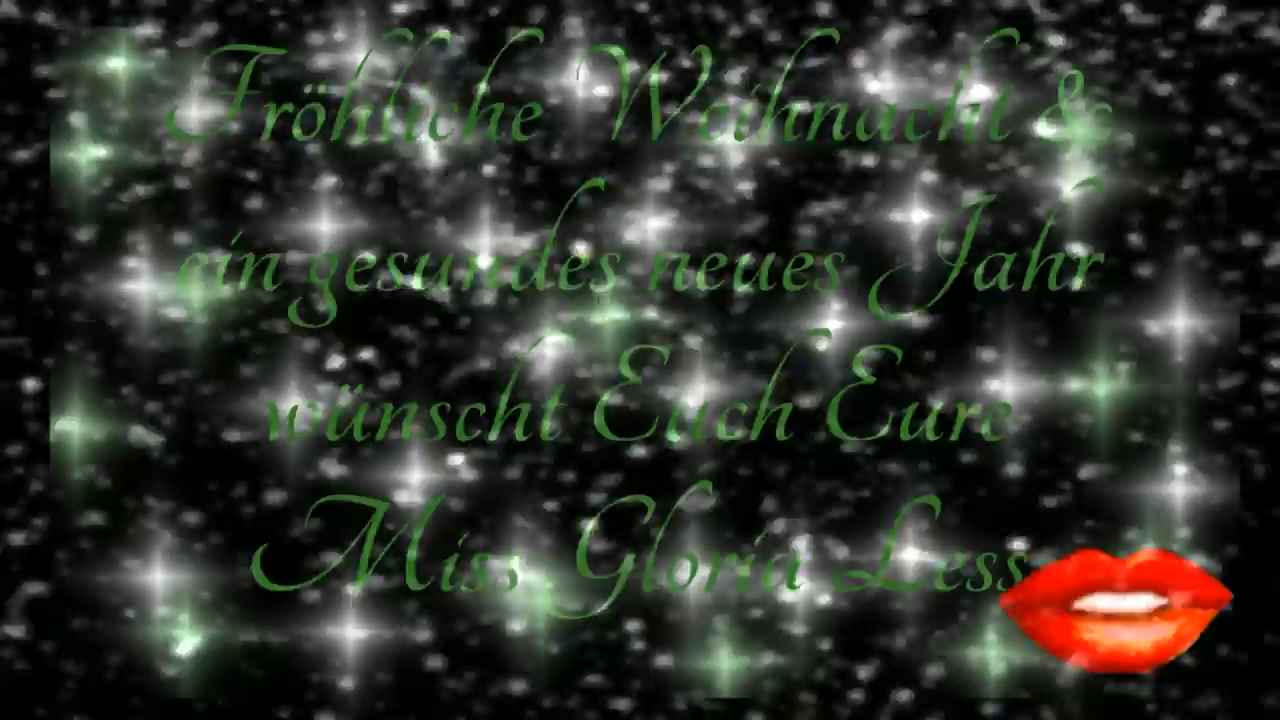 Fröhliche Weihnacht &
ein gesundes neues Jahr
wünscht Euch Eure
Miss Gloria Less